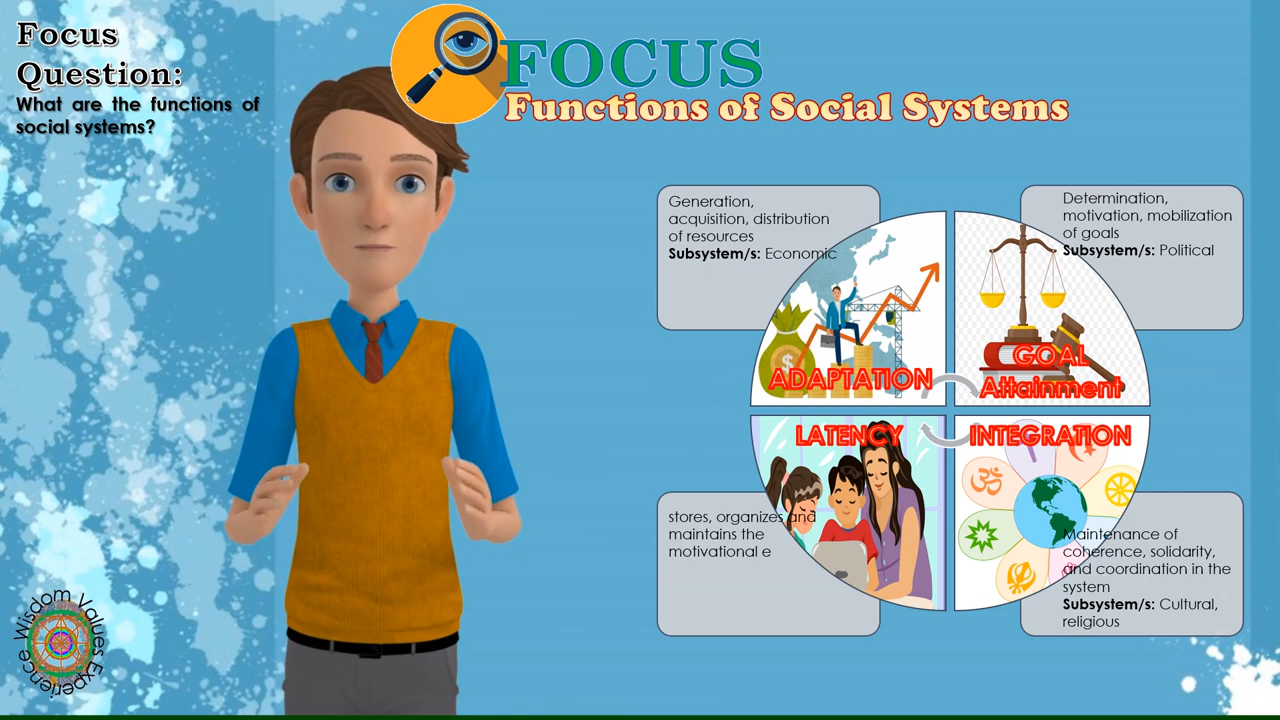 Focus
Question:
What are the functions of
social systems?
FOCUS
Functions of Social Systems
Generation,
acquisition, distribution
of resources
Subsystem/s: Economic
Determination,
motivation, mobilization
of goals
Subsystem/s: Political
ADAPTATION
GOAL
Attainment
LATENCY
INTEGRATION
stores, organizes and
maintains the
motivational e
Maintenance of
coherence, solidarity,
and coordination in the
system
Subsystem/s: Cultural,
religious
Wisdom Values Experience